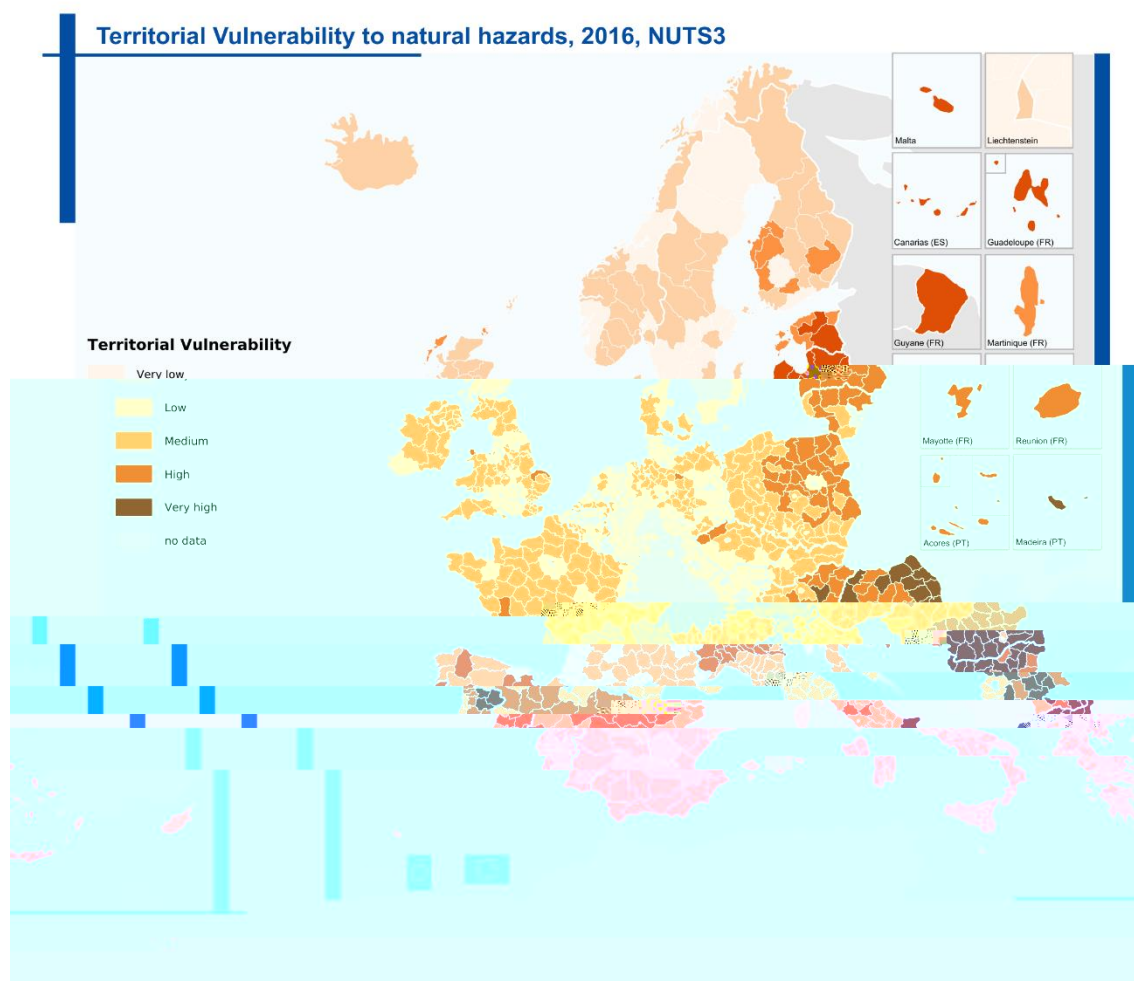 Territorial Vulnerability to natural hazards, 2016, NUTS3
Malta
Liechtenstein
Canarias (ES)
Guadeloupe (FR)
Guyane (FR)
Martinique (FR)
Territorial Vulnerability
Very low
Low
Medium
High
Very high
no data
Mayotte (FR)
Reunion (FR)
Acores (PT)
Madeira (PT)